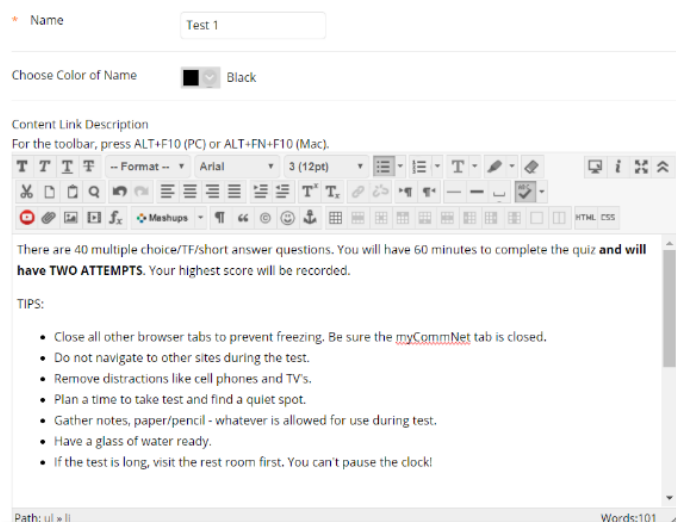 * Name
Test 1
Choose Color of Name
Black
Content Link Description
For the toolbar, press ALT+F10 (PC) or ALT+FN+F10 (Mac).
T T T T -- Format -- Arial 3 (12pt) T i
T˟ Tₓ ¶ ¶ ABC
fx Mashups ¶ “ © HTML CSS
There are 40 multiple choice/TF/short answer questions. You will have 60 minutes to complete the quiz and will
have TWO ATTEMPTS. Your highest score will be recorded.
TIPS:
• Close all other browser tabs to prevent freezing. Be sure the myCommNet tab is closed.
• Do not navigate to other sites during the test.
• Remove distractions like cell phones and TV's.
• Plan a time to take test and find a quiet spot.
• Gather notes, paper/pencil - whatever is allowed for use during test.
• Have a glass of water ready.
• If the test is long, visit the rest room first. You can't pause the clock!
Path: ul » li Words:101